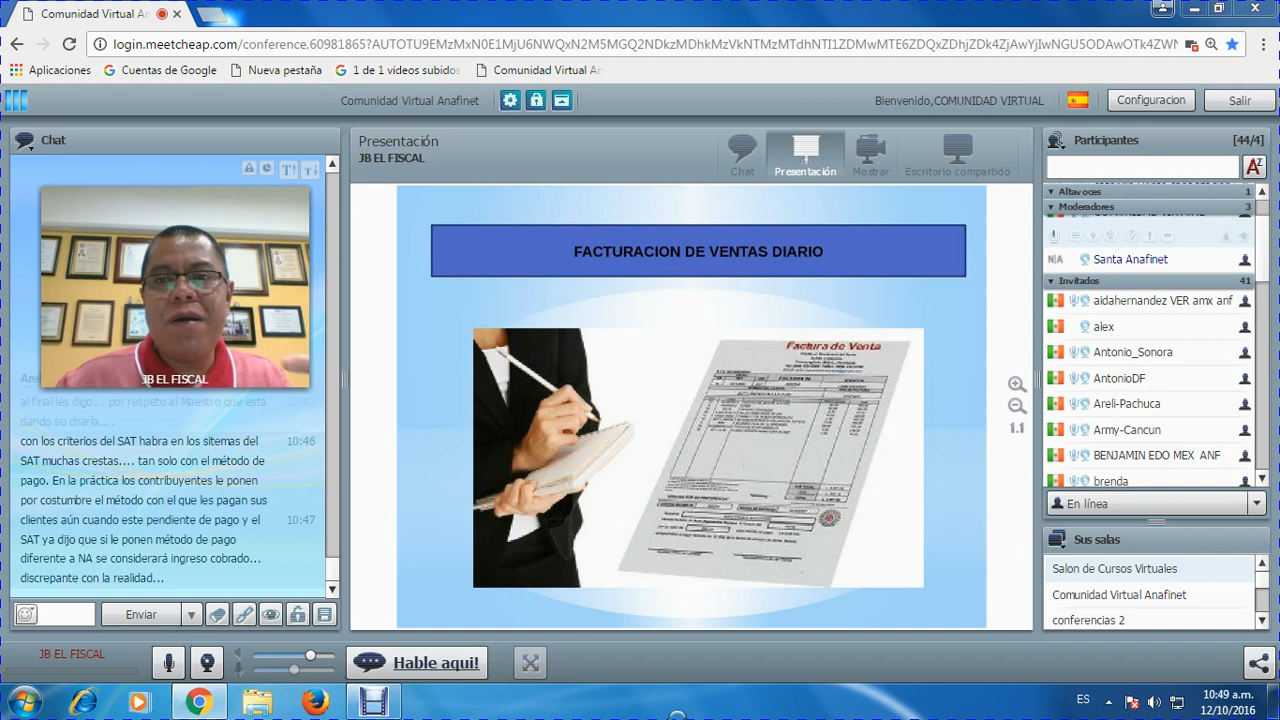 Comunidad Virtual An
login.meetcheap.com/conference.60981865?
Aplicaciones
Cuentas de Google
Nueva pestaña
1 de 1 vídeos subidos
Comunidad Virtual An
Comunidad Virtual Anafinet
Bienvenido,COMUNIDAD VIRTUAL
Configuracion
Salir
Chat
JB EL FISCAL
al final les digo.... por respeto al Maestro que está
dando su charla....
con los criterios del SAT habra en los sitemas del 10:46
SAT muchas crestas.... tan solo con el método de
pago. En la práctica los contribuyentes le ponen
por costumbre el método con el que les pagan sus
clientes aún cuando este pendiente de pago y el 10:47
SAT ya dijo que si le ponen método de pago
diferente a NA se considerará ingreso cobrado...
discrepante con la realidad...
Enviar
Presentación
JB EL FISCAL
Chat
Presentación
Mostrar
Escritorio compartido
FACTURACION DE VENTAS DIARIO
Factura de Venta
1.1
Participantes [44/4]
Altavoces 1
Moderadores 3
N/A Santa Anafinet
Invitados 41
aidahernandez VER amx anf
alex
Antonio_Sonora
AntonioDF
Areli-Pachuca
Army-Cancun
BENJAMIN EDO MEX ANF
brenda
En línea
Sus salas
Salon de Cursos Virtuales
Comunidad Virtual Anafinet
conferencias 2
JB EL FISCAL
Hable aqui!
ES
10:49 a.m.
12/10/2016